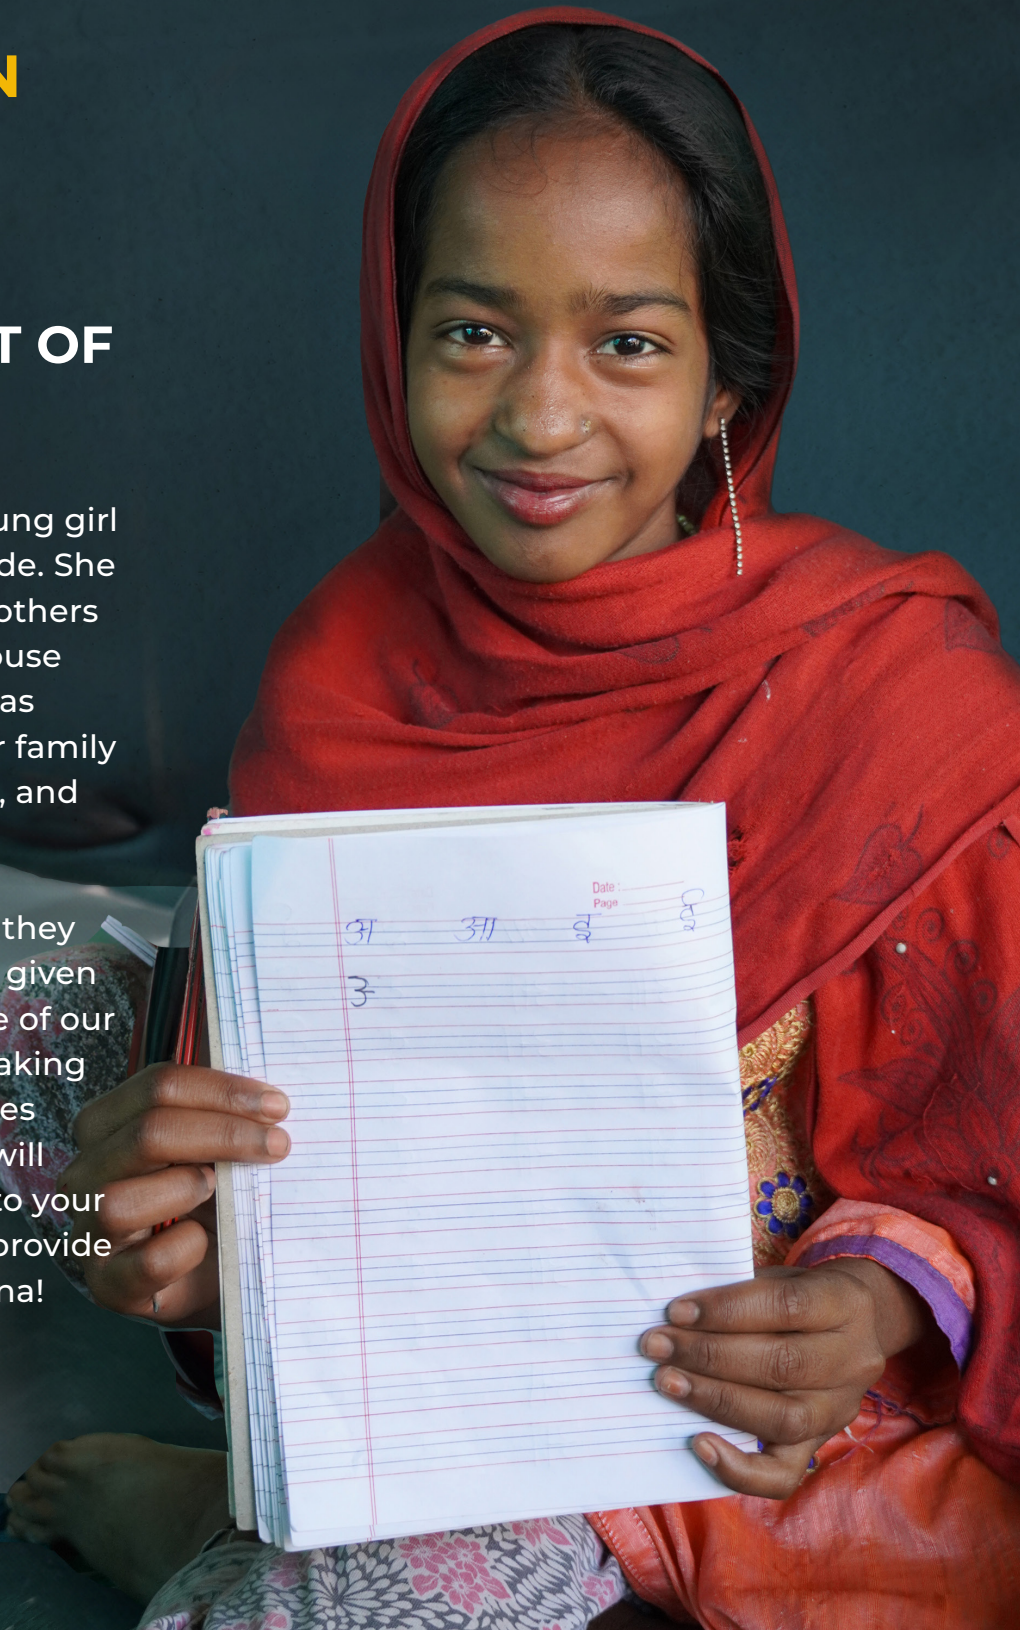 N
T OF
ung girl
de. She
others
ouse
as
r family
, and
they
given
e of our
aking
es
will
to your
provide
na!
Date :
Page
अ आ इ ई
उ